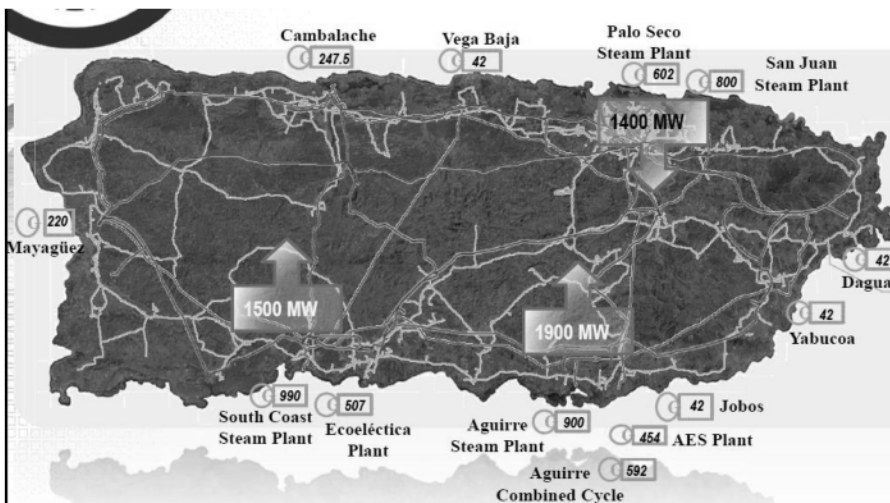 Cambalache
247.5
Vega Baja
42
Palo Seco
Steam Plant
602
San Juan
Steam Plant
800
1400 MW
220
Mayagüez
42
Dagua
1500 MW
1900 MW
42
Yabucoa
990
South Coast
Steam Plant
507
Ecoeléctica
Plant
Aguirre
Steam Plant
900
42
Jobos
454
AES Plant
592
Aguirre
Combined Cycle